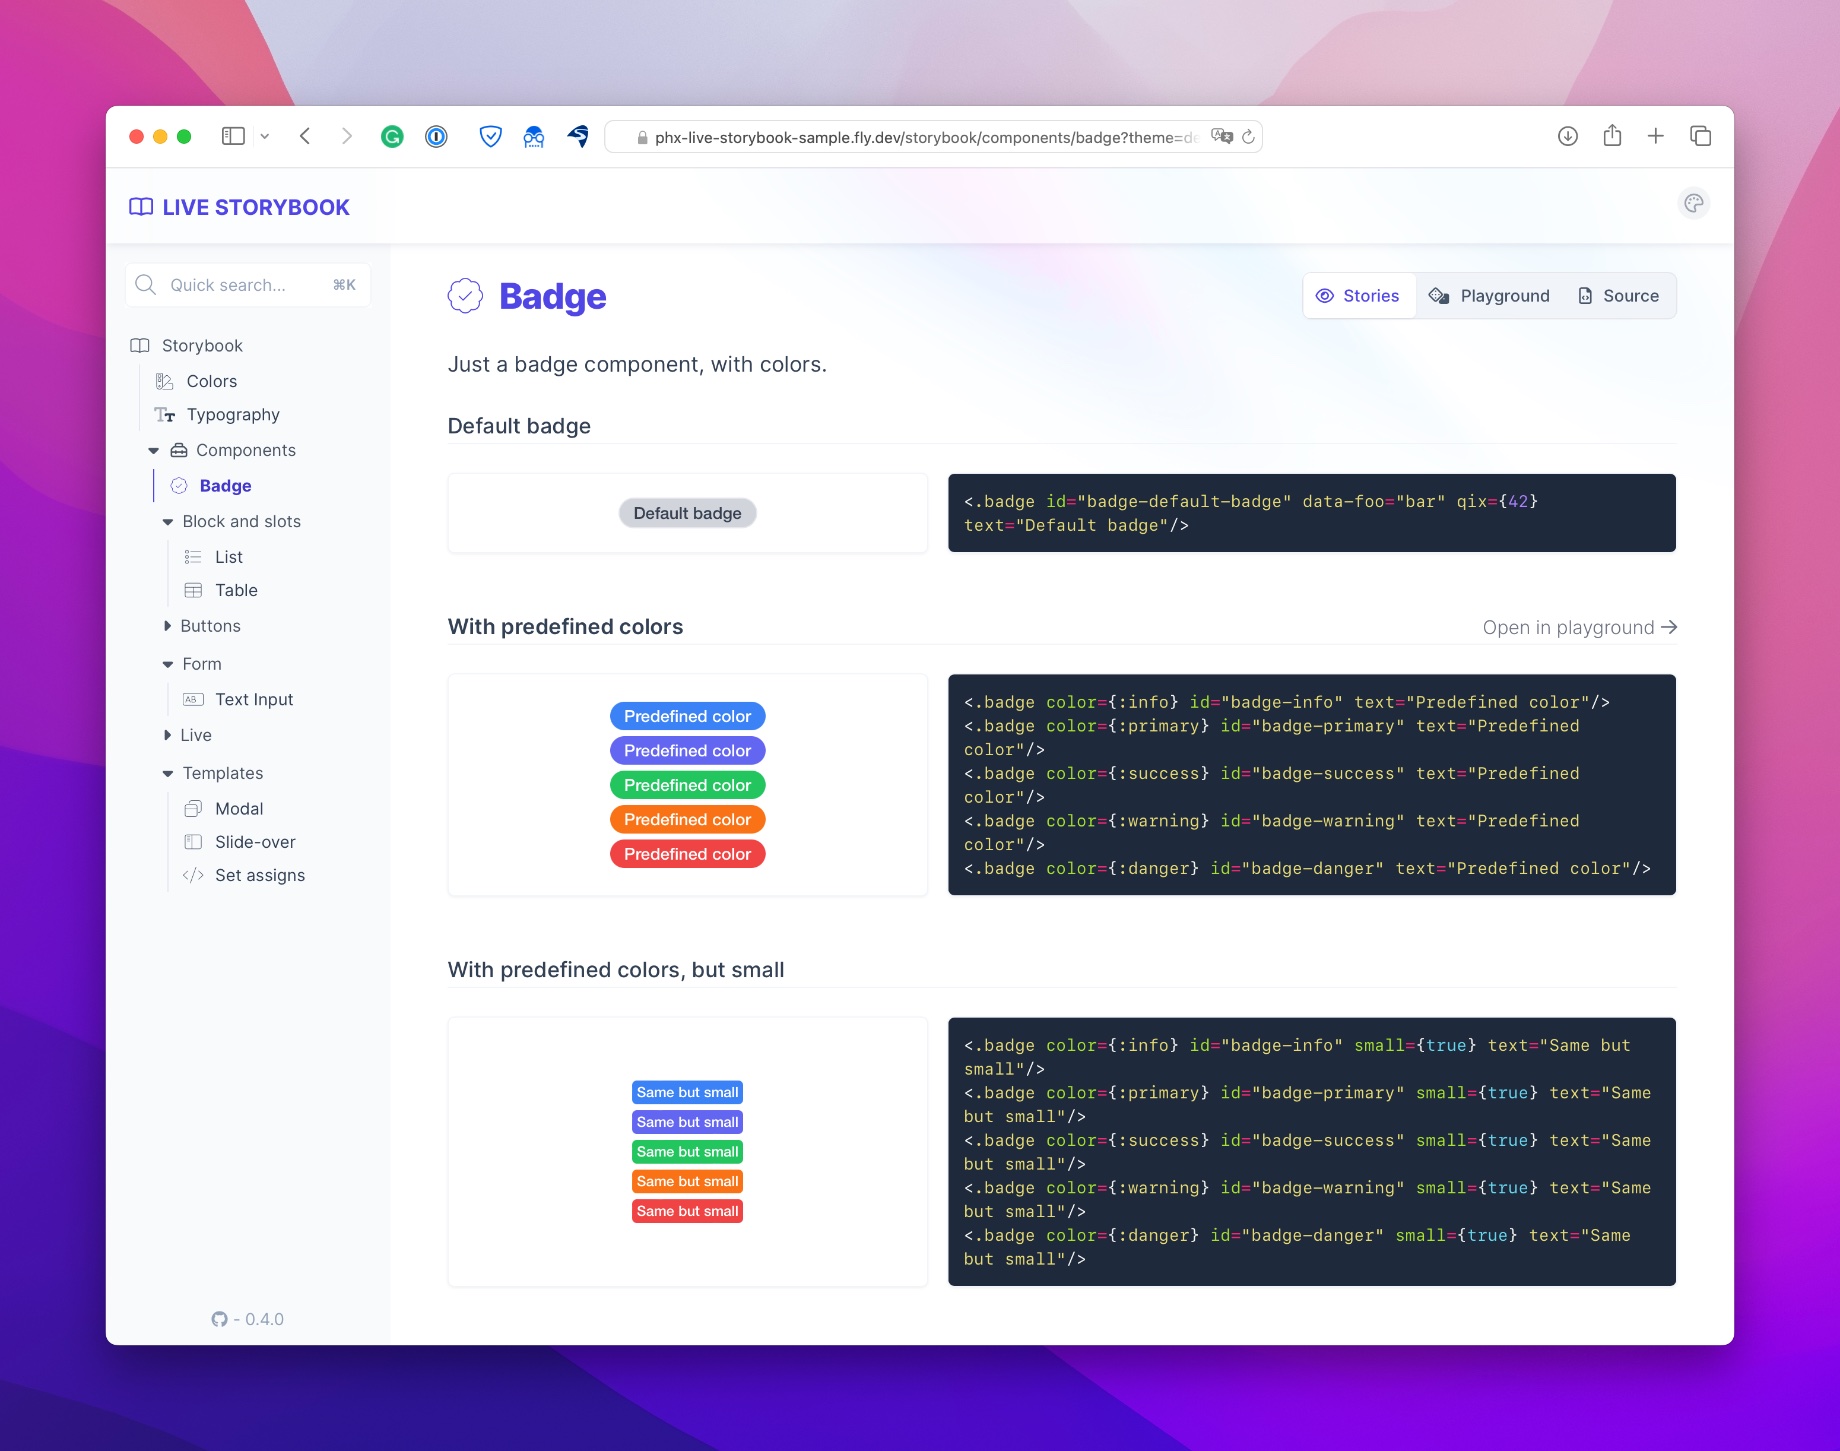 phx-live-storybook-sample.fly.dev/storybook/components/badge?theme=de
LIVE STORYBOOK
Quick search... ⌘K
Storybook
Colors
Typography
Components
Badge
Block and slots
List
Table
Buttons
Form
Text Input
Live
Templates
Modal
Slide-over
Set assigns
- 0.4.0
Badge
Stories Playground Source
Just a badge component, with colors.
Default badge
Default badge
<.badge id="badge-default-badge" data-foo="bar" qix={42}
text="Default badge"/>
With predefined colors
Open in playground →
Predefined color
Predefined color
Predefined color
Predefined color
Predefined color
<.badge color={:info} id="badge-info" text="Predefined color"/>
<.badge color={:primary} id="badge-primary" text="Predefined
color"/>
<.badge color={:success} id="badge-success" text="Predefined
color"/>
<.badge color={:warning} id="badge-warning" text="Predefined
color"/>
<.badge color={:danger} id="badge-danger" text="Predefined color"/>
With predefined colors, but small
Same but small
Same but small
Same but small
Same but small
Same but small
<.badge color={:info} id="badge-info" small={true} text="Same but
small"/>
<.badge color={:primary} id="badge-primary" small={true} text="Same
but small"/>
<.badge color={:success} id="badge-success" small={true} text="Same
but small"/>
<.badge color={:warning} id="badge-warning" small={true} text="Same
but small"/>
<.badge color={:danger} id="badge-danger" small={true} text="Same
but small"/>